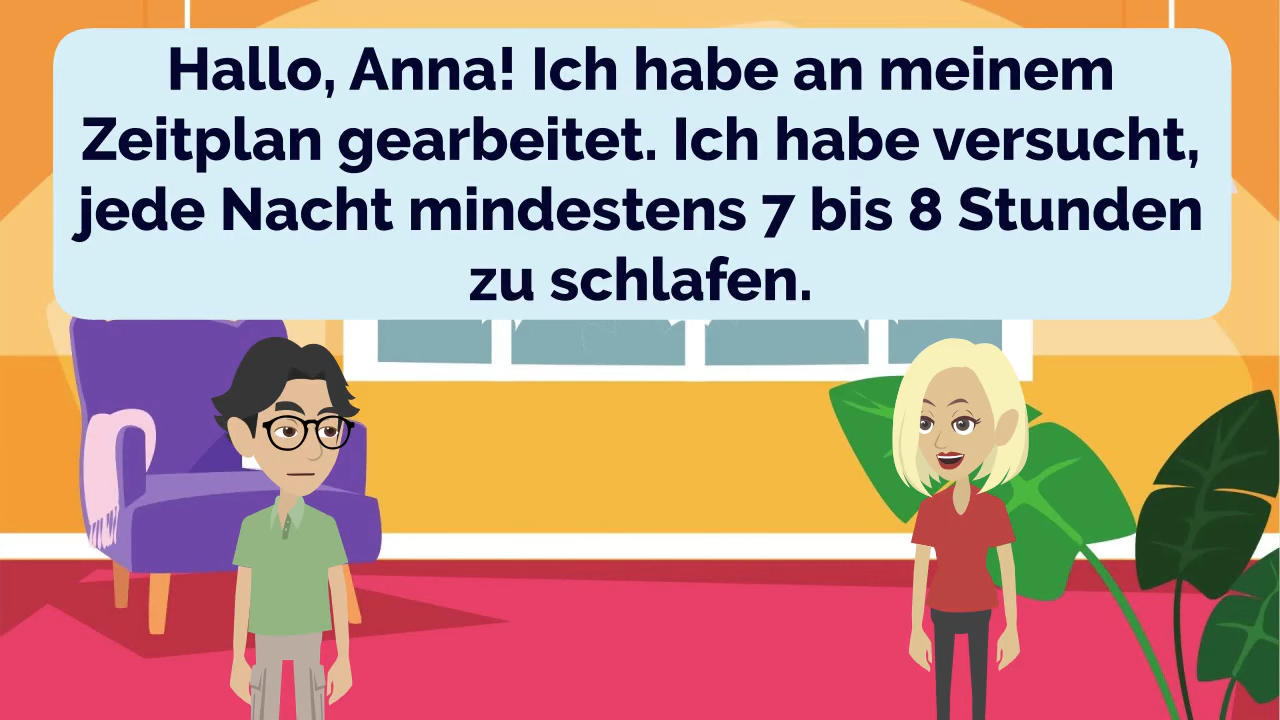 Hallo, Anna! Ich habe an meinem
Zeitplan gearbeitet. Ich habe versucht,
jede Nacht mindestens 7 bis 8 Stunden
zu schlafen.